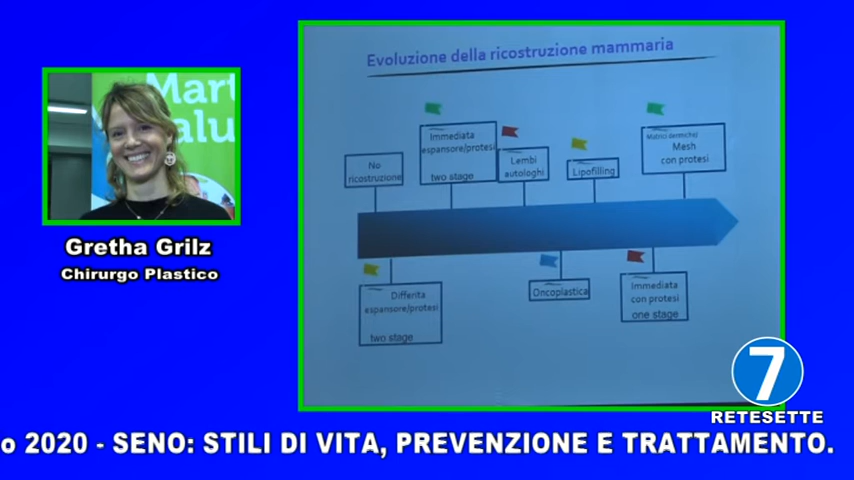 Mart
alu
Gretha Grilz
Chirurgo Plastico
Evoluzione della ricostruzione mammaria
No
ricostruzione
Immediata
espansore/protesi
two stage
Lembi
autologhi
Lipofilling
Matrici dermiche/
Mesh
con protesi
Differita
espansore/protesi
two stage
Oncoplastica
Immediata
con protesi
one stage
7
RETESETTE
o 2020 - SENO: STILI DI VITA, PREVENZIONE E TRATTAMENTO.